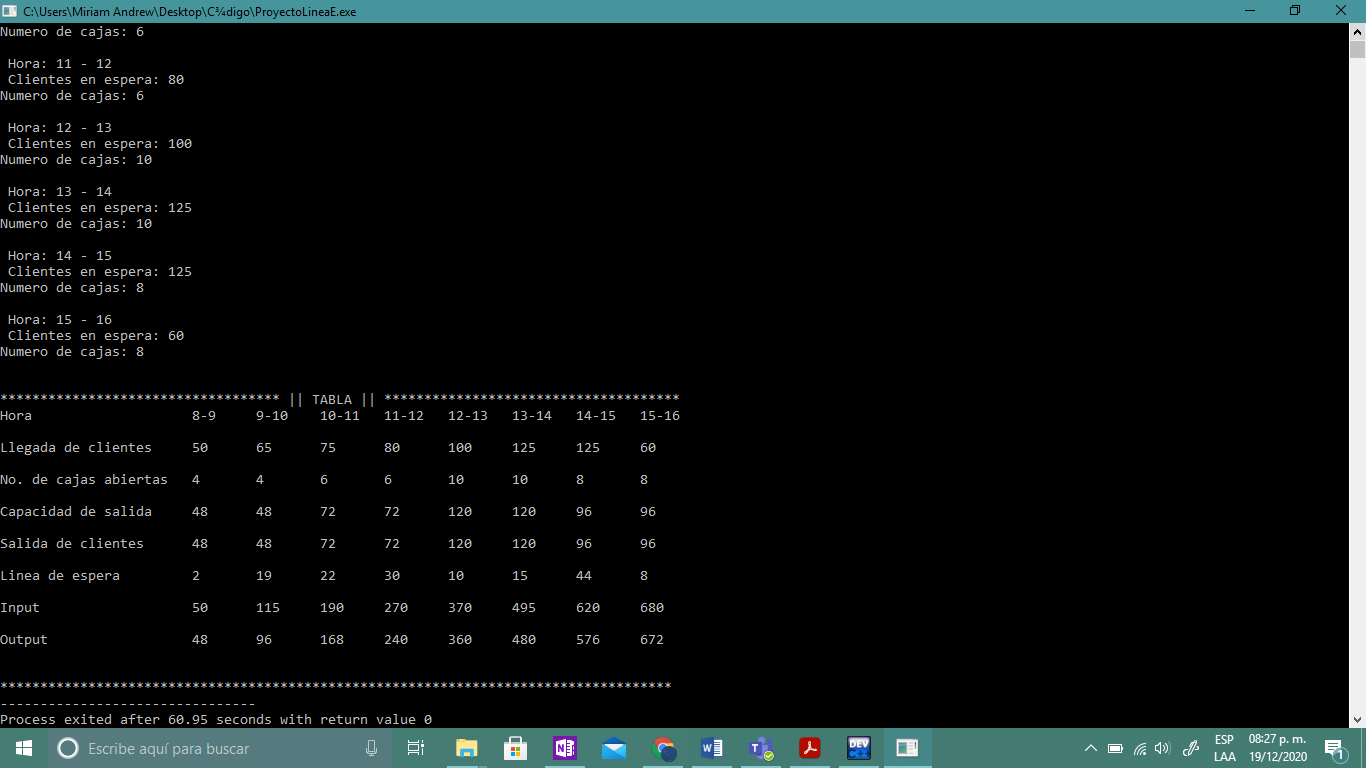 C:\Users\Miriam Andrew\Desktop\C¾digo\ProyectoLineaE.exe
Numero de cajas: 6
Hora: 11 - 12
Clientes en espera: 80
Numero de cajas: 6
Hora: 12 - 13
Clientes en espera: 100
Numero de cajas: 10
Hora: 13 - 14
Clientes en espera: 125
Numero de cajas: 10
Hora: 14 - 15
Clientes en espera: 125
Numero de cajas: 8
Hora: 15 - 16
Clientes en espera: 60
Numero de cajas: 8
*********************************** || TABLA || *************************************
Hora 8-9 9-10 10-11 11-12 12-13 13-14 14-15 15-16
Llegada de clientes 50 65 75 80 100 125 125 60
No. de cajas abiertas 4 4 6 6 10 10 8 8
Capacidad de salida 48 48 72 72 120 120 96 96
Salida de clientes 48 48 72 72 120 120 96 96
Linea de espera 2 19 22 30 10 15 44 8
Input 50 115 190 270 370 495 620 680
Output 48 96 168 240 360 480 576 672
************************************************************************************
--------------------------------
Process exited after 60.95 seconds with return value 0
Escribe aquí para buscar
DEV
ESP
LAA
08:27 p. m.
19/12/2020
1